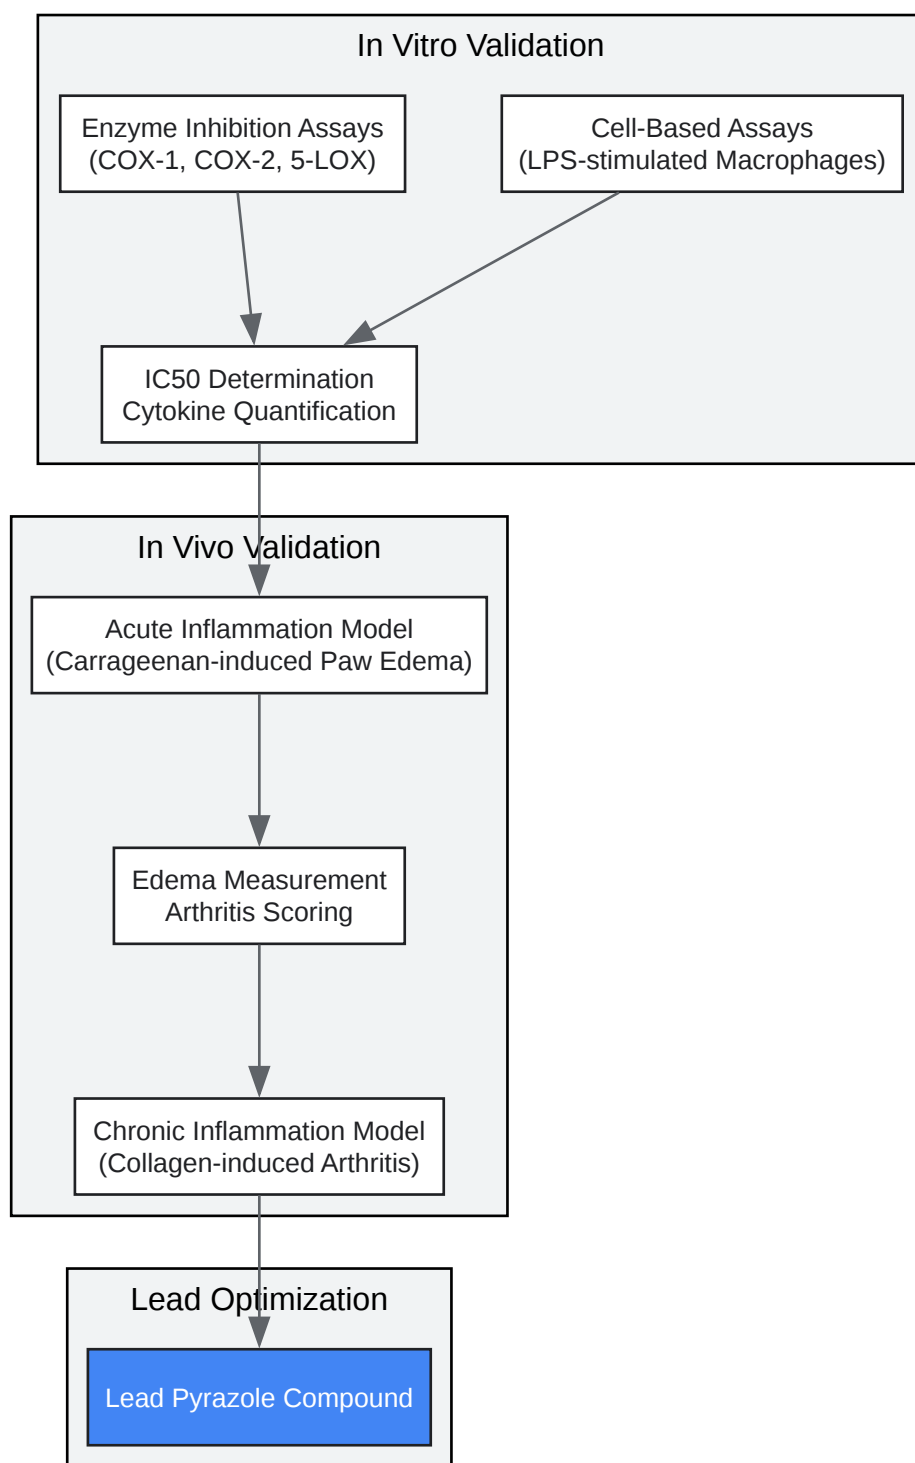 In Vitro Validation
Enzyme Inhibition Assays
(COX-1, COX-2, 5-LOX)
Cell-Based Assays
(LPS-stimulated Macrophages)
IC50 Determination
Cytokine Quantification
In Vivo Validation
Acute Inflammation Model
(Carrageenan-induced Paw Edema)
Edema Measurement
Arthritis Scoring
Chronic Inflammation Model
(Collagen-induced Arthritis)
Lead Optimization
Lead Pyrazole Compound